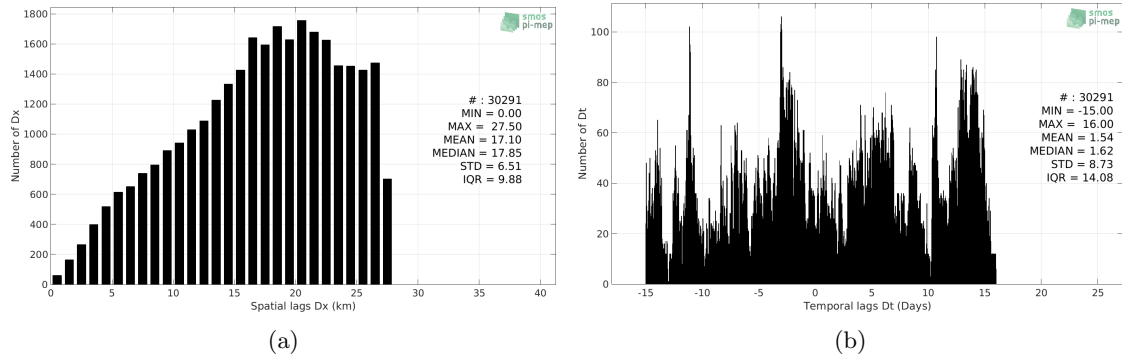 1800
1600
1400
1200
1000
800
600
400
200
0
Number of Dx
smos
pi-mep
# : 30291
MIN = 0.00
MAX = 27.50
MEAN = 17.10
MEDIAN = 17.85
STD = 6.51
IQR = 9.88
0 5 10 15 20 25 30 35 40
Spatial lags Dx (km)
(a)
100
80
60
40
20
0
Number of Dt
smos
pi-mep
# : 30291
MIN = -15.00
MAX = 16.00
MEAN = 1.54
MEDIAN = 1.62
STD = 8.73
IQR = 14.08
-15 -10 -5 0 5 10 15 20 25
Temporal lags Dt (Days)
(b)